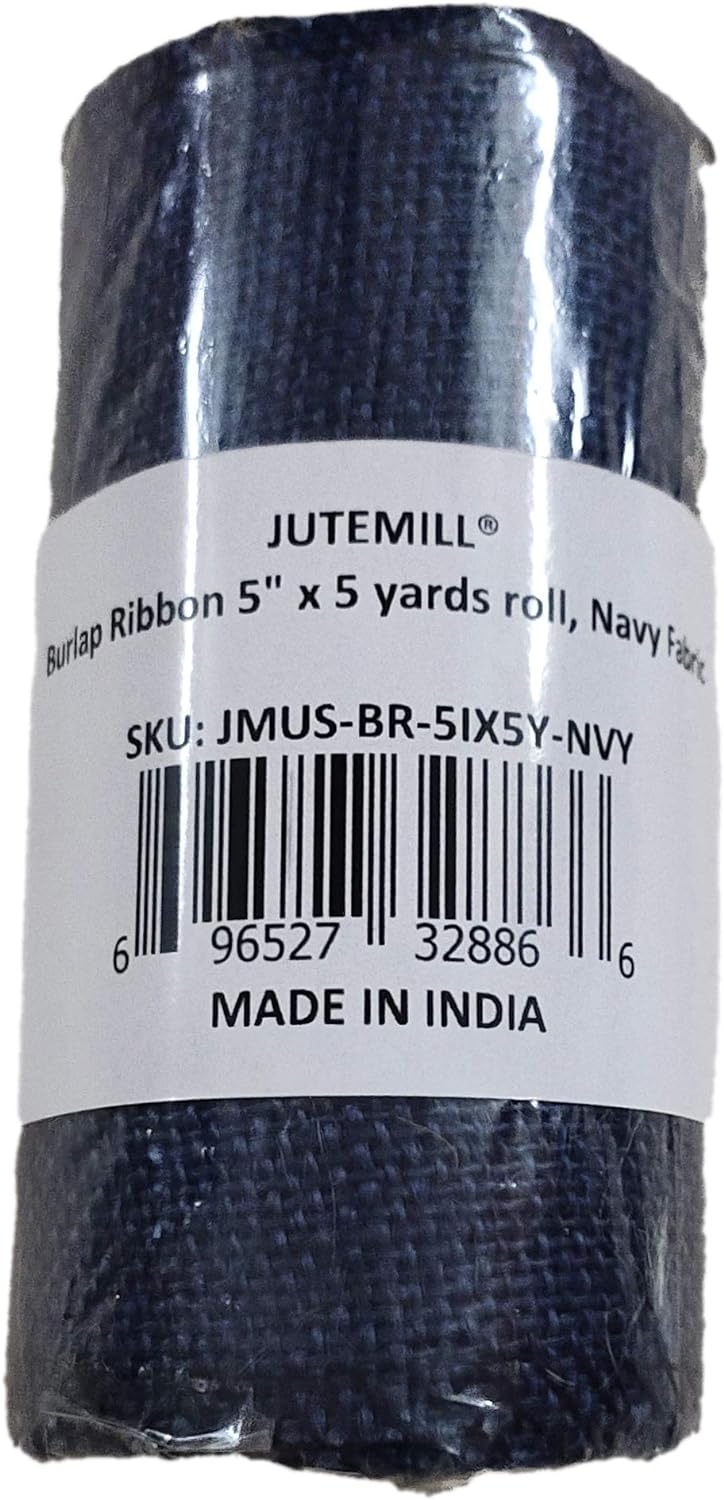 JUTEMILL®
Burlap Ribbon 5" x 5 yards roll, Navy Fabric
SKU: JMUS-BR-5IX5Y-NVY
6 96527 32886 6
MADE IN INDIA